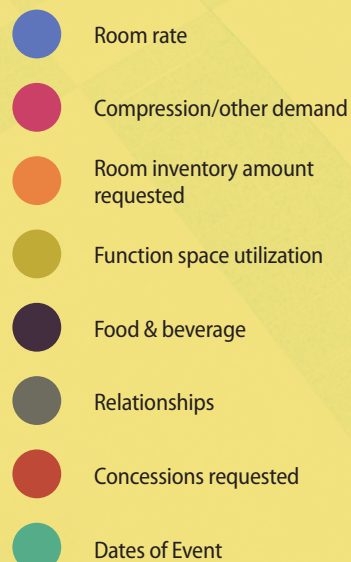 Room rate
Compression/other demand
Room inventory amount
requested
Function space utilization
Food & beverage
Relationships
Concessions requested
Dates of Event